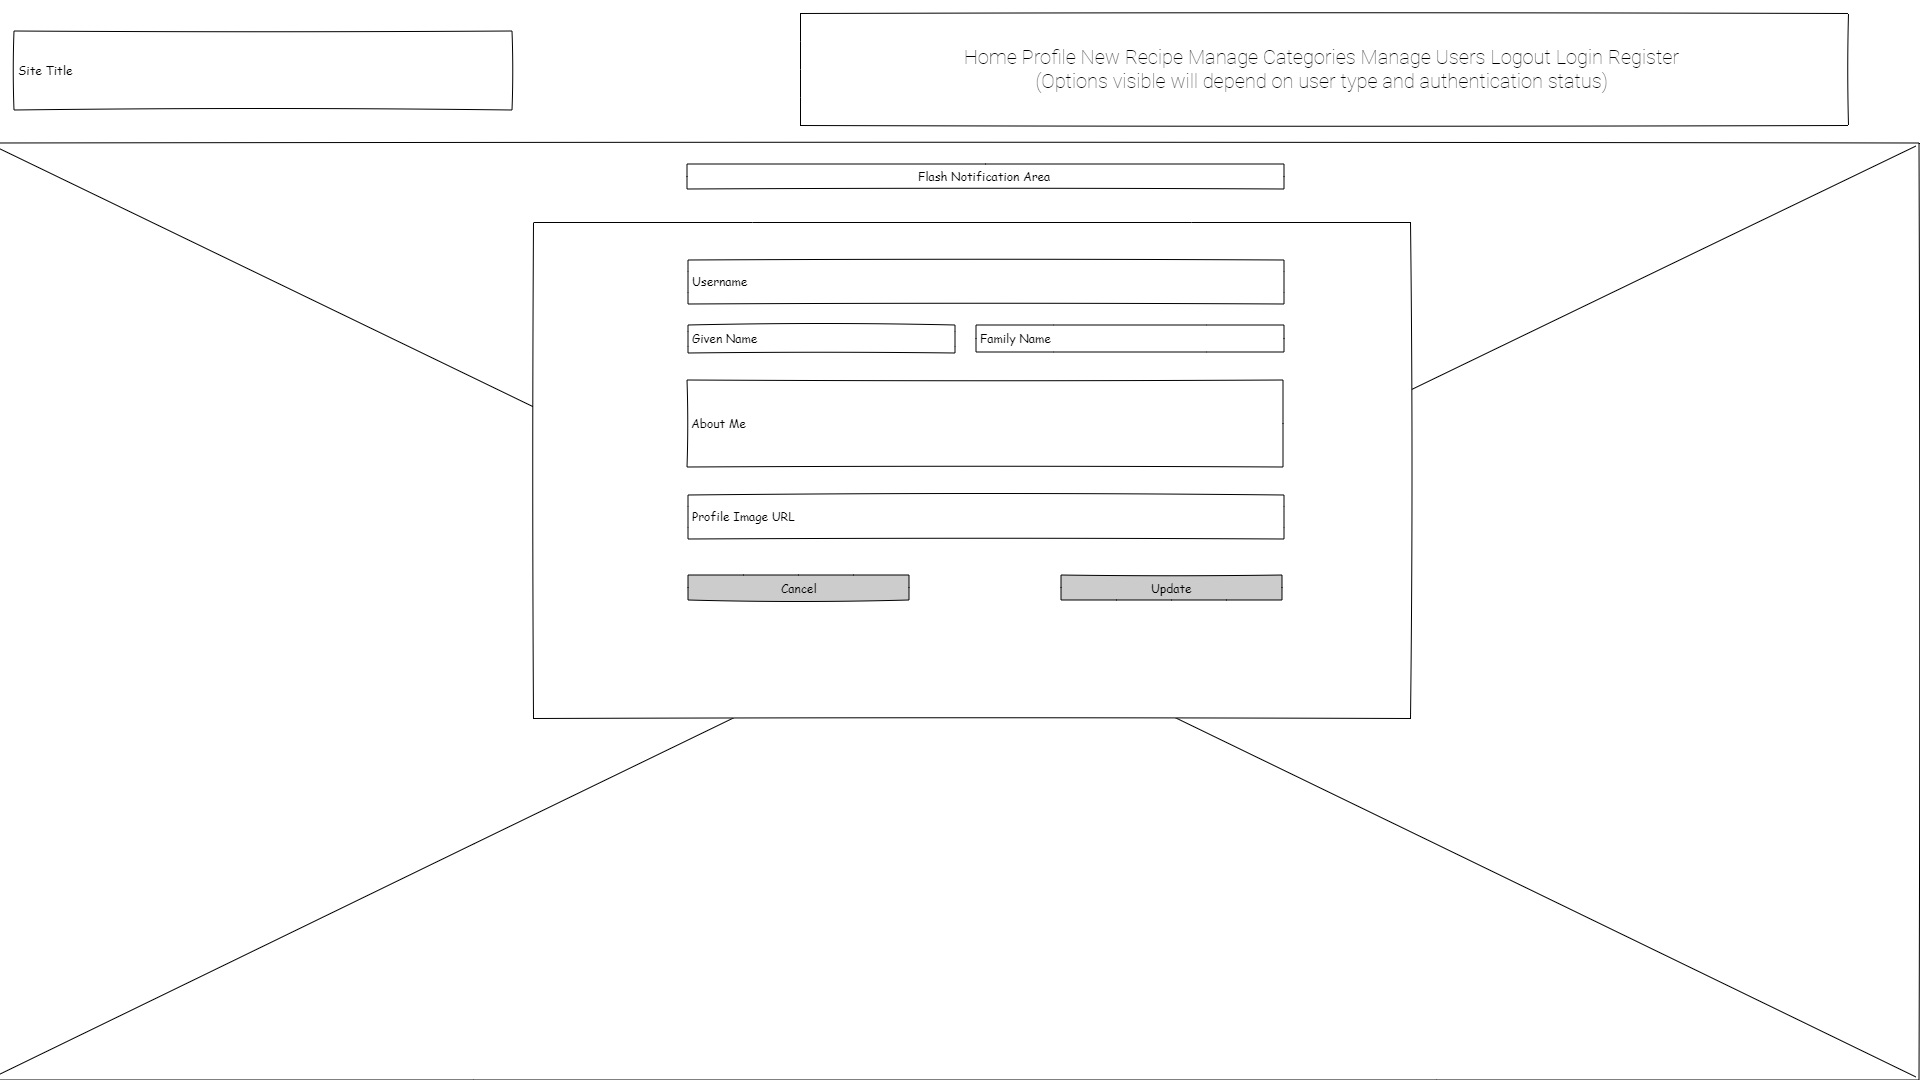 Site Title
Home Profile New Recipe Manage Categories Manage Users Logout Login Register
(Options visible will depend on user type and authentication status)
Flash Notification Area
Username
Given Name
Family Name
About Me
Profile Image URL
Cancel
Update